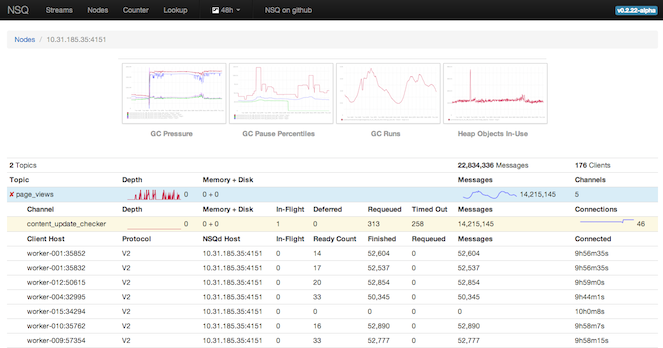 NSQ Streams Nodes Counter Lookup 48h NSQ on github v0.2.22-alpha
Nodes / 10.31.185.35:4151
GC Pressure GC Pause Percentiles GC Runs Heap Objects In-Use
2 Topics 22,834,336 Messages 176 Clients
Topic Depth Memory + Disk Messages Channels
✘ page_views 0 0 + 0 14,215,145 5
Channel Depth Memory + Disk In-Flight Deferred Requeued Timed Out Messages Connections
content_update_checker 0 0 + 0 1 0 313 258 14,215,145 46
Client Host Protocol NSQd Host In-Flight Ready Count Finished Requeued Messages Connected
worker-001:35852 V2 10.31.185.35:4151 0 14 52,604 0 52,604 9h56m35s
worker-001:35832 V2 10.31.185.35:4151 0 17 52,537 0 52,537 9h56m35s
worker-012:50615 V2 10.31.185.35:4151 0 20 52,854 0 52,854 9h59m0s
worker-004:32995 V2 10.31.185.35:4151 0 33 50,345 0 50,345 9h44m1s
worker-015:34294 V2 10.31.185.35:4151 0 0 0 0 0 10h0m8s
worker-010:35762 V2 10.31.185.35:4151 0 16 52,890 0 52,890 9h58m7s
worker-009:57354 V2 10.31.185.35:4151 0 33 52,777 0 52,777 9h58m15s